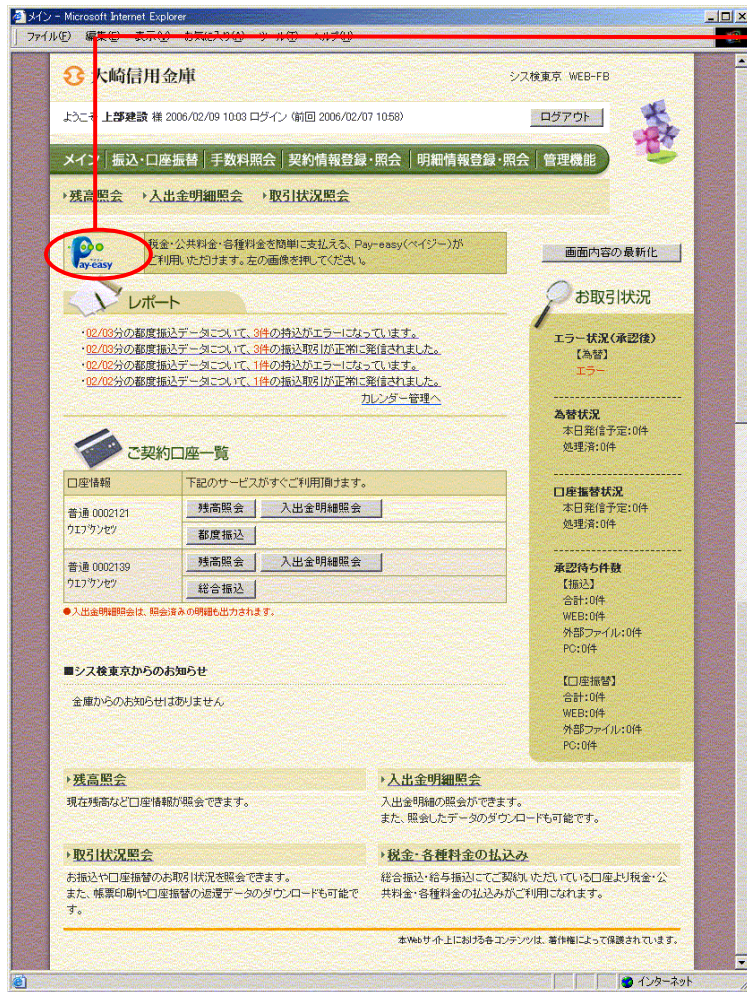 メイン - Microsoft Internet Explorer
ファイル(F) 編集(E) 表示(V) お気に入り(A) ツール(T) ヘルプ(H)
大崎信用金庫
シス検東京 WEB-FB
ようこそ 上部建設 様 2006/02/09 10:03 ログイン (前回 2006/02/07 10:58)
ログアウト
メイン 振込・口座振替 手数料照会 契約情報登録・照会 明細情報登録・照会 管理機能
残高照会 入出金明細照会 取引状況照会
Pay-easy
税金・公共料金・各種料金を簡単に支払える、Pay-easy(ペイジー)が
ご利用いただけます。左の画像を押してください。
画面内容の最新化
レポート
・02/03分の都度振込データについて、3件の持込がエラーになっています。
・02/03分の都度振込データについて、3件の振込取引が正常に発信されました。
・02/02分の都度振込データについて、1件の持込がエラーになっています。
・02/02分の都度振込データについて、1件の振込取引が正常に発信されました。
カレンダー管理へ
お取引状況
エラー状況(承認後)
【為替】
エラー
為替状況
本日発信予定:0件
処理済:0件
口座振替状況
本日発信予定:0件
処理済:0件
承認待ち件数
【振込】
合計:0件
WEB:0件
外部ファイル:0件
PC:0件
【口座振替】
合計:0件
WEB:0件
外部ファイル:0件
PC:0件
ご契約口座一覧
口座情報 下記のサービスがすぐご利用頂けます。
普通 0002121
ウエブケンセツ
残高照会 入出金明細照会
都度振込
普通 0002139
ウエブケンセツ
残高照会 入出金明細照会
総合振込
●入出金明細照会は、照会済みの明細も出力されます。
■シス検東京からのお知らせ
金庫からのお知らせはありません
残高照会
現在残高など口座情報が照会できます。
入出金明細照会
入出金明細の照会ができます。
また、照会したデータのダウンロードも可能です。
取引状況照会
お振込や口座振替のお取引状況を照会できます。
また、帳票印刷や口座振替の返還データのダウンロードも可能で
す。
税金・各種料金の払込み
総合振込・給与振込にてご契約いただいている口座より税金・公
共料金・各種料金の払込みがご利用になれます。
本Webサイト上における各コンテンツは、著作権によって保護されています。
インターネット